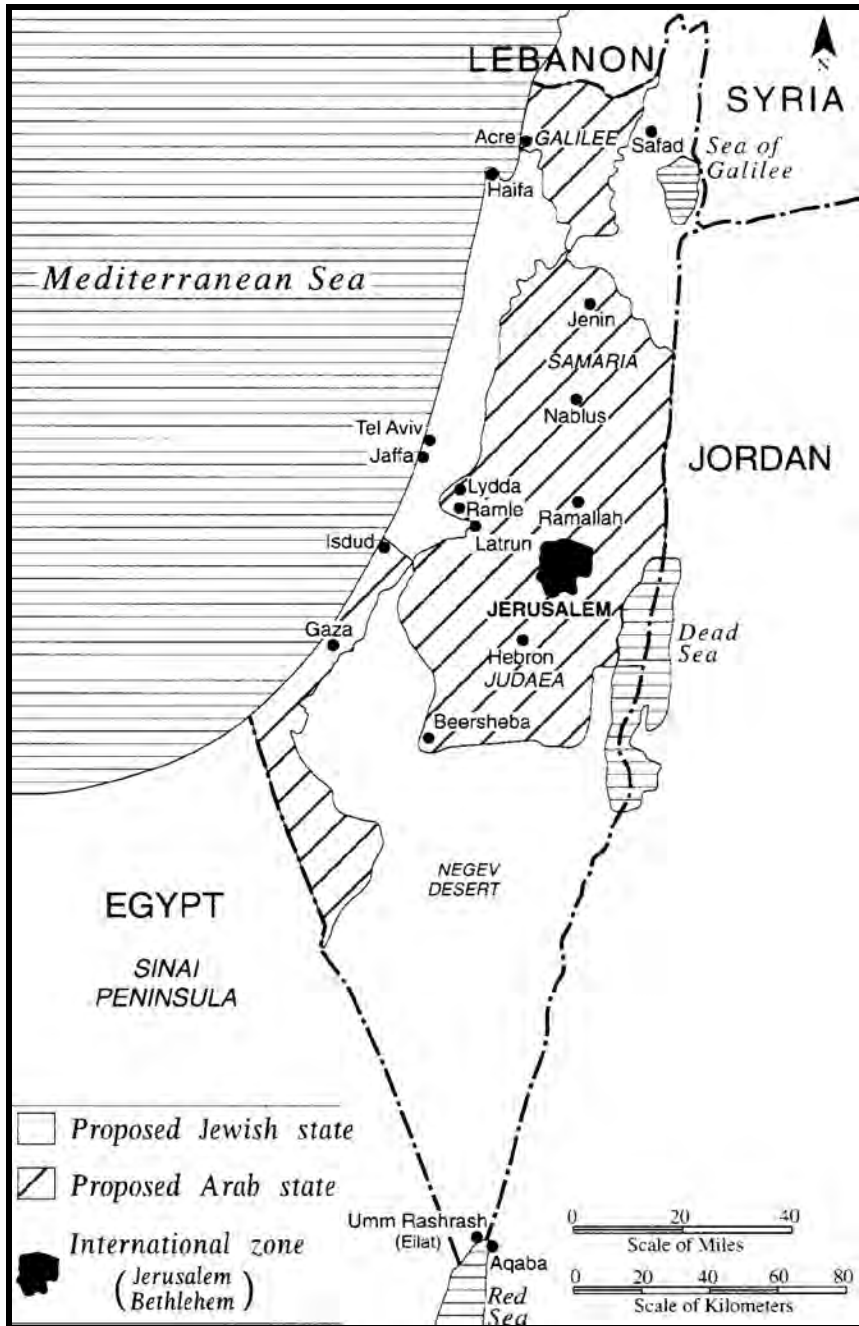 LEBANON
SYRIA
N
Acre
GALILEE
Safad
Sea of
Galilee
Haifa
Mediterranean Sea
Jenin
SAMARIA
Nablus
Tel Aviv
Jaffa
JORDAN
Lydda
Ramle
Ramallah
Isdud
Latrun
JERUSALEM
Gaza
Hebron
JUDAEA
Dead
Sea
Beersheba
NEGEV
DESERT
EGYPT
SINAI
PENINSULA
Proposed Jewish state
Proposed Arab state
International zone
(Jerusalem
Bethlehem)
Umm Rashrash
(Eilat)
Aqaba
Red
Sea
0 20 40
Scale of Miles
0 20 40 60 80
Scale of Kilometers